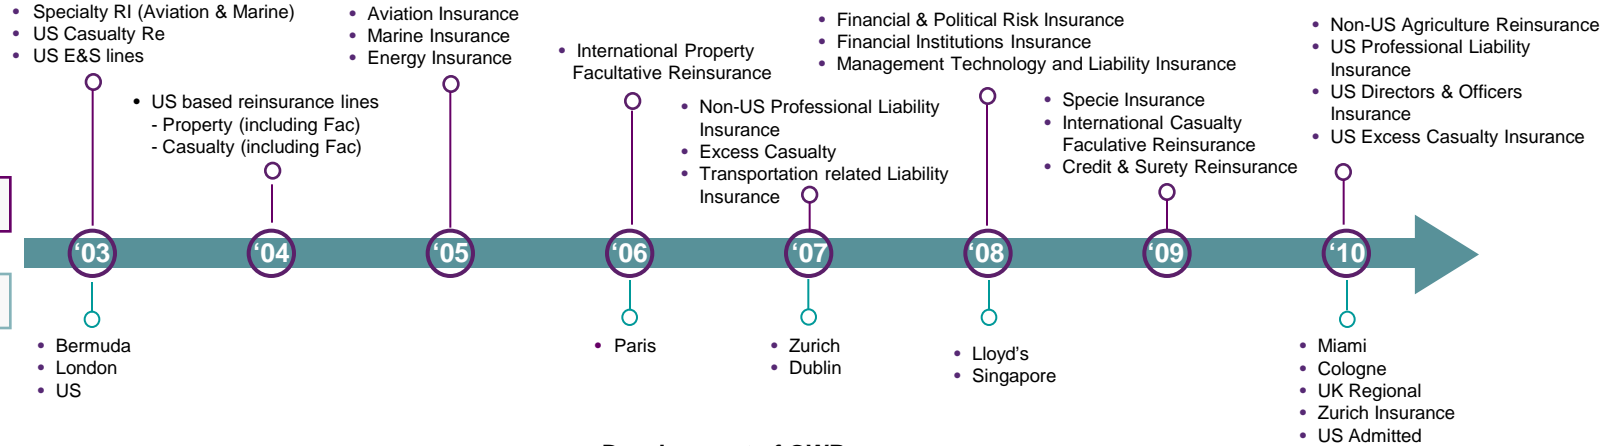 • Specialty RI (Aviation & Marine)
• US Casualty Re
• US E&S lines
• US based reinsurance lines
- Property (including Fac)
- Casualty (including Fac)
• Aviation Insurance
• Marine Insurance
• Energy Insurance
• International Property
Facultative Reinsurance
• Non-US Professional Liability
Insurance
• Excess Casualty
• Transportation related Liability
Insurance
• Financial & Political Risk Insurance
• Financial Institutions Insurance
• Management Technology and Liability Insurance
• Specie Insurance
• International Casualty
Faculative Reinsurance
• Credit & Surety Reinsurance
• Non-US Agriculture Reinsurance
• US Professional Liability
Insurance
• US Directors & Officers
Insurance
• US Excess Casualty Insurance
‘03
‘04
‘05
‘06
‘07
‘08
‘09
‘10
• Bermuda
• London
• US
• Paris
• Zurich
• Dublin
• Lloyd’s
• Singapore
• Miami
• Cologne
• UK Regional
• Zurich Insurance
• US Admitted